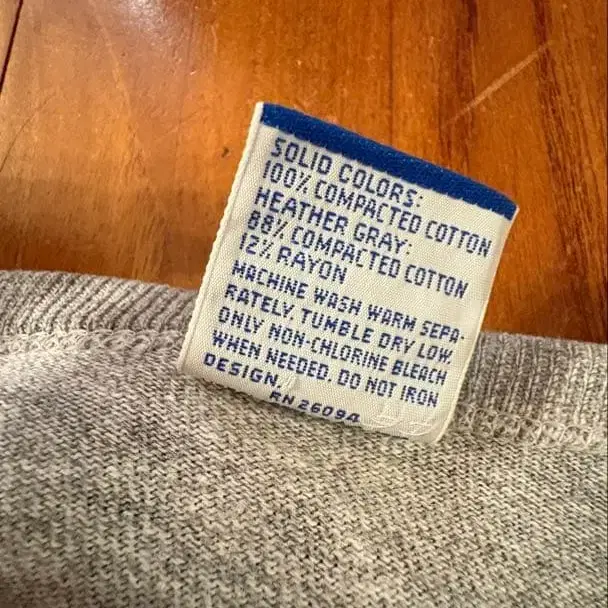 SOLID COLORS:
100% COMPACTED COTTON
HEATHER GRAY:
88% COMPACTED COTTON
12% RAYON
MACHINE WASH WARM SEPA-
RATELY TUMBLE DRY LOW.
ONLY NON-CHLORINE BLEACH
WHEN NEEDED. DO NOT IRON
DESIGN.
RN 26094